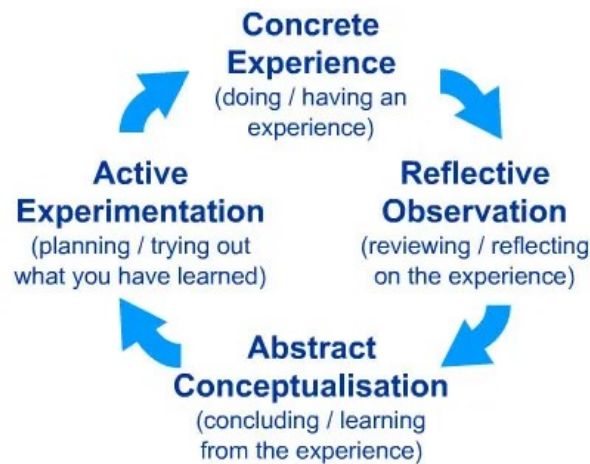 Concrete
Experience
(doing / having an
experience)
Reflective
Observation
(reviewing / reflecting
on the experience)
Abstract
Conceptualisation
(concluding / learning
from the experience)
Active
Experimentation
(planning / trying out
what you have learned)